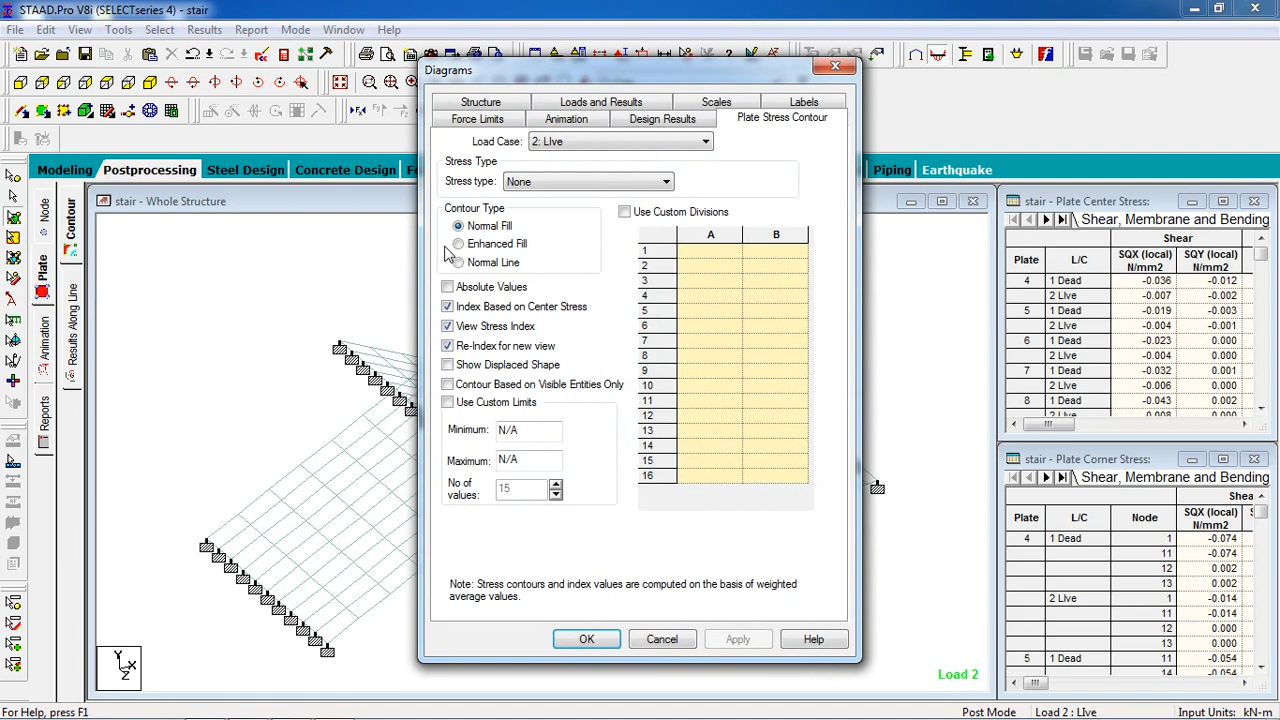 STAAD.Pro V8i (SELECTseries 4) - stair
File Edit View Tools Select Results Report Mode Window Help
Modeling Postprocessing Steel Design Concrete Design Piping Earthquake
Node
Plate
Animation
Reports
Contour
Results Along Line
stair - Whole Structure
Y
X
Z
Load 2
Diagrams
Structure Loads and Results Scales Labels
Force Limits Animation Design Results Plate Stress Contour
Load Case: 2: LIve
Stress Type
Stress type: None
Contour Type
Normal Fill
Enhanced Fill
Normal Line
Absolute Values
Index Based on Center Stress
View Stress Index
Re-Index for new view
Show Displaced Shape
Contour Based on Visible Entities Only
Use Custom Limits
Minimum: N/A
Maximum: N/A
No of values: 15
Use Custom Divisions
A B
1
2
3
4
5
6
7
8
9
10
11
12
13
14
15
16
Note: Stress contours and index values are computed on the basis of weighted
average values.
OK Cancel Apply Help
stair - Plate Center Stress:
Shear, Membrane and Bending
Shear
Plate L/C SQX (local) N/mm2 SQY (local) N/mm2
4 1 Dead -0.036 -0.012
2 LIve -0.007 -0.002
5 1 Dead -0.019 -0.003
2 LIve -0.004 -0.001
6 1 Dead -0.023 0.000
2 LIve -0.004 0.000
7 1 Dead -0.032 0.001
2 LIve -0.006 0.000
8 1 Dead -0.043 0.002
stair - Plate Corner Stress:
Shear, Membrane and Bending
Shea
Plate L/C Node SQX (local) N/mm2
4 1 Dead 1 -0.074
11 -0.074
12 0.002
13 0.002
2 LIve 1 -0.014
11 -0.014
12 0.000
13 0.000
5 1 Dead 11 -0.054
For Help, press F1
Post Mode Load 2 : LIve Input Units: kN-m